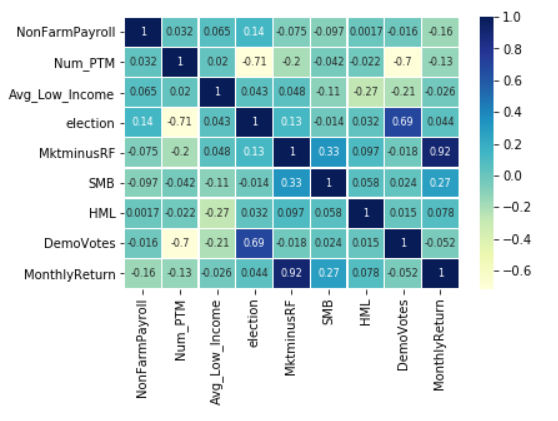 NonFarmPayroll 1 0.032 0.065 0.14 -0.075 -0.097 0.0017 -0.016 -0.16
Num_PTM 0.032 1 0.02 -0.71 -0.2 -0.042 -0.022 -0.7 -0.13
Avg_Low_Income 0.065 0.02 1 0.043 0.048 -0.11 -0.27 -0.21 -0.026
election 0.14 -0.71 0.043 1 0.13 -0.014 0.032 0.69 0.044
MktminusRF -0.075 -0.2 0.048 0.13 1 0.33 0.097 -0.018 0.92
SMB -0.097 -0.042 -0.11 -0.014 0.33 1 0.058 0.024 0.27
HML 0.0017 -0.022 -0.27 0.032 0.097 0.058 1 0.015 0.078
DemoVotes -0.016 -0.7 -0.21 0.69 -0.018 0.024 0.015 1 -0.052
MonthlyReturn -0.16 -0.13 -0.026 0.044 0.92 0.27 0.078 -0.052 1
NonFarmPayroll
Num_PTM
Avg_Low_Income
election
MktminusRF
SMB
HML
DemoVotes
MonthlyReturn
1.0
0.8
0.6
0.4
0.2
0.0
−0.2
−0.4
−0.6